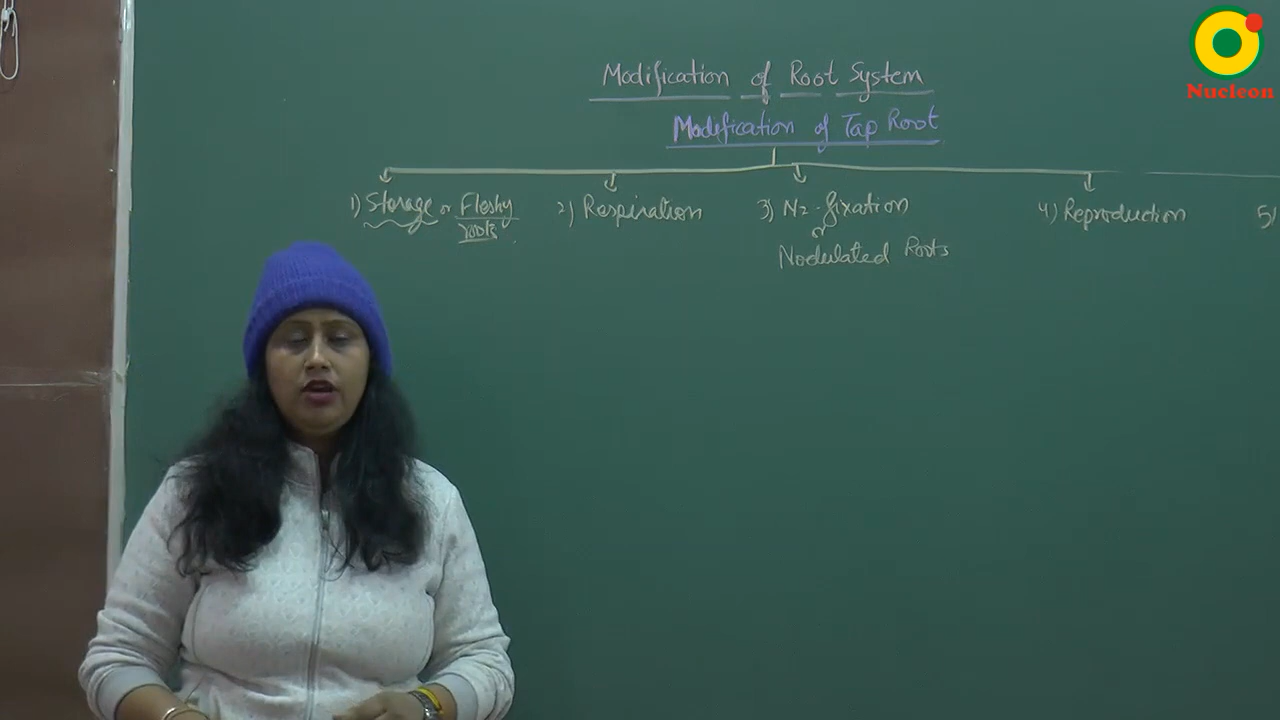 Nucleon
Modification of Root System
Modification of Tap Root
1) Storage or Fleshy roots
2) Respiration
3) N2-fixation
or
Nodulated Roots
4) Reproduction
5)